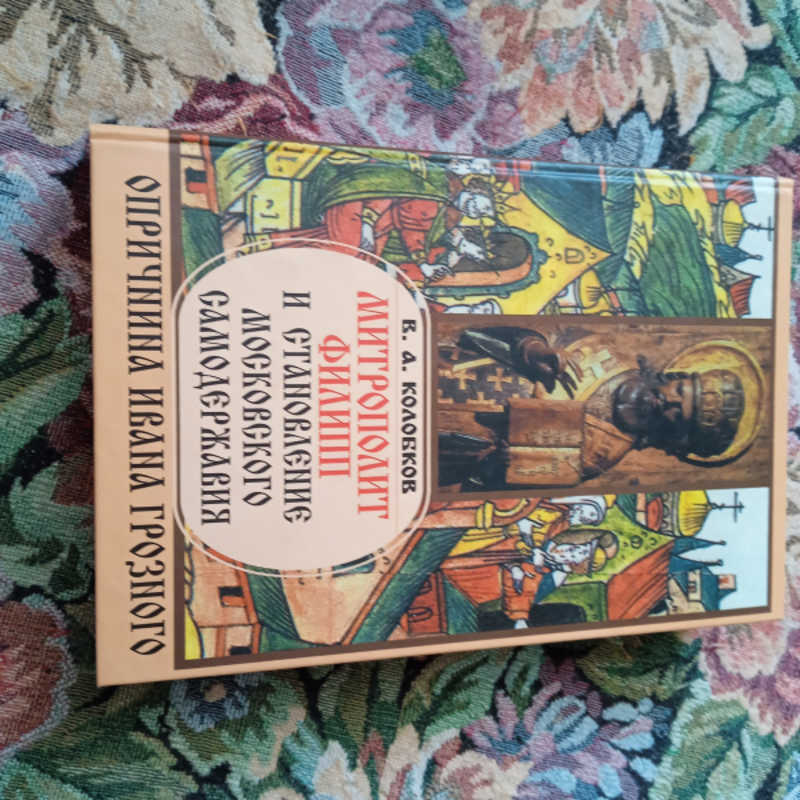 В. А. КОЛОБКОВ
МИТРОПОЛИТ
ФИЛИПП
И СТАНОВЛЕНИЕ
МОСКОВСКОГО
САМОДЕРЖАВИЯ
ОПРИЧНИНА ИВАНА ГРОЗНОГО